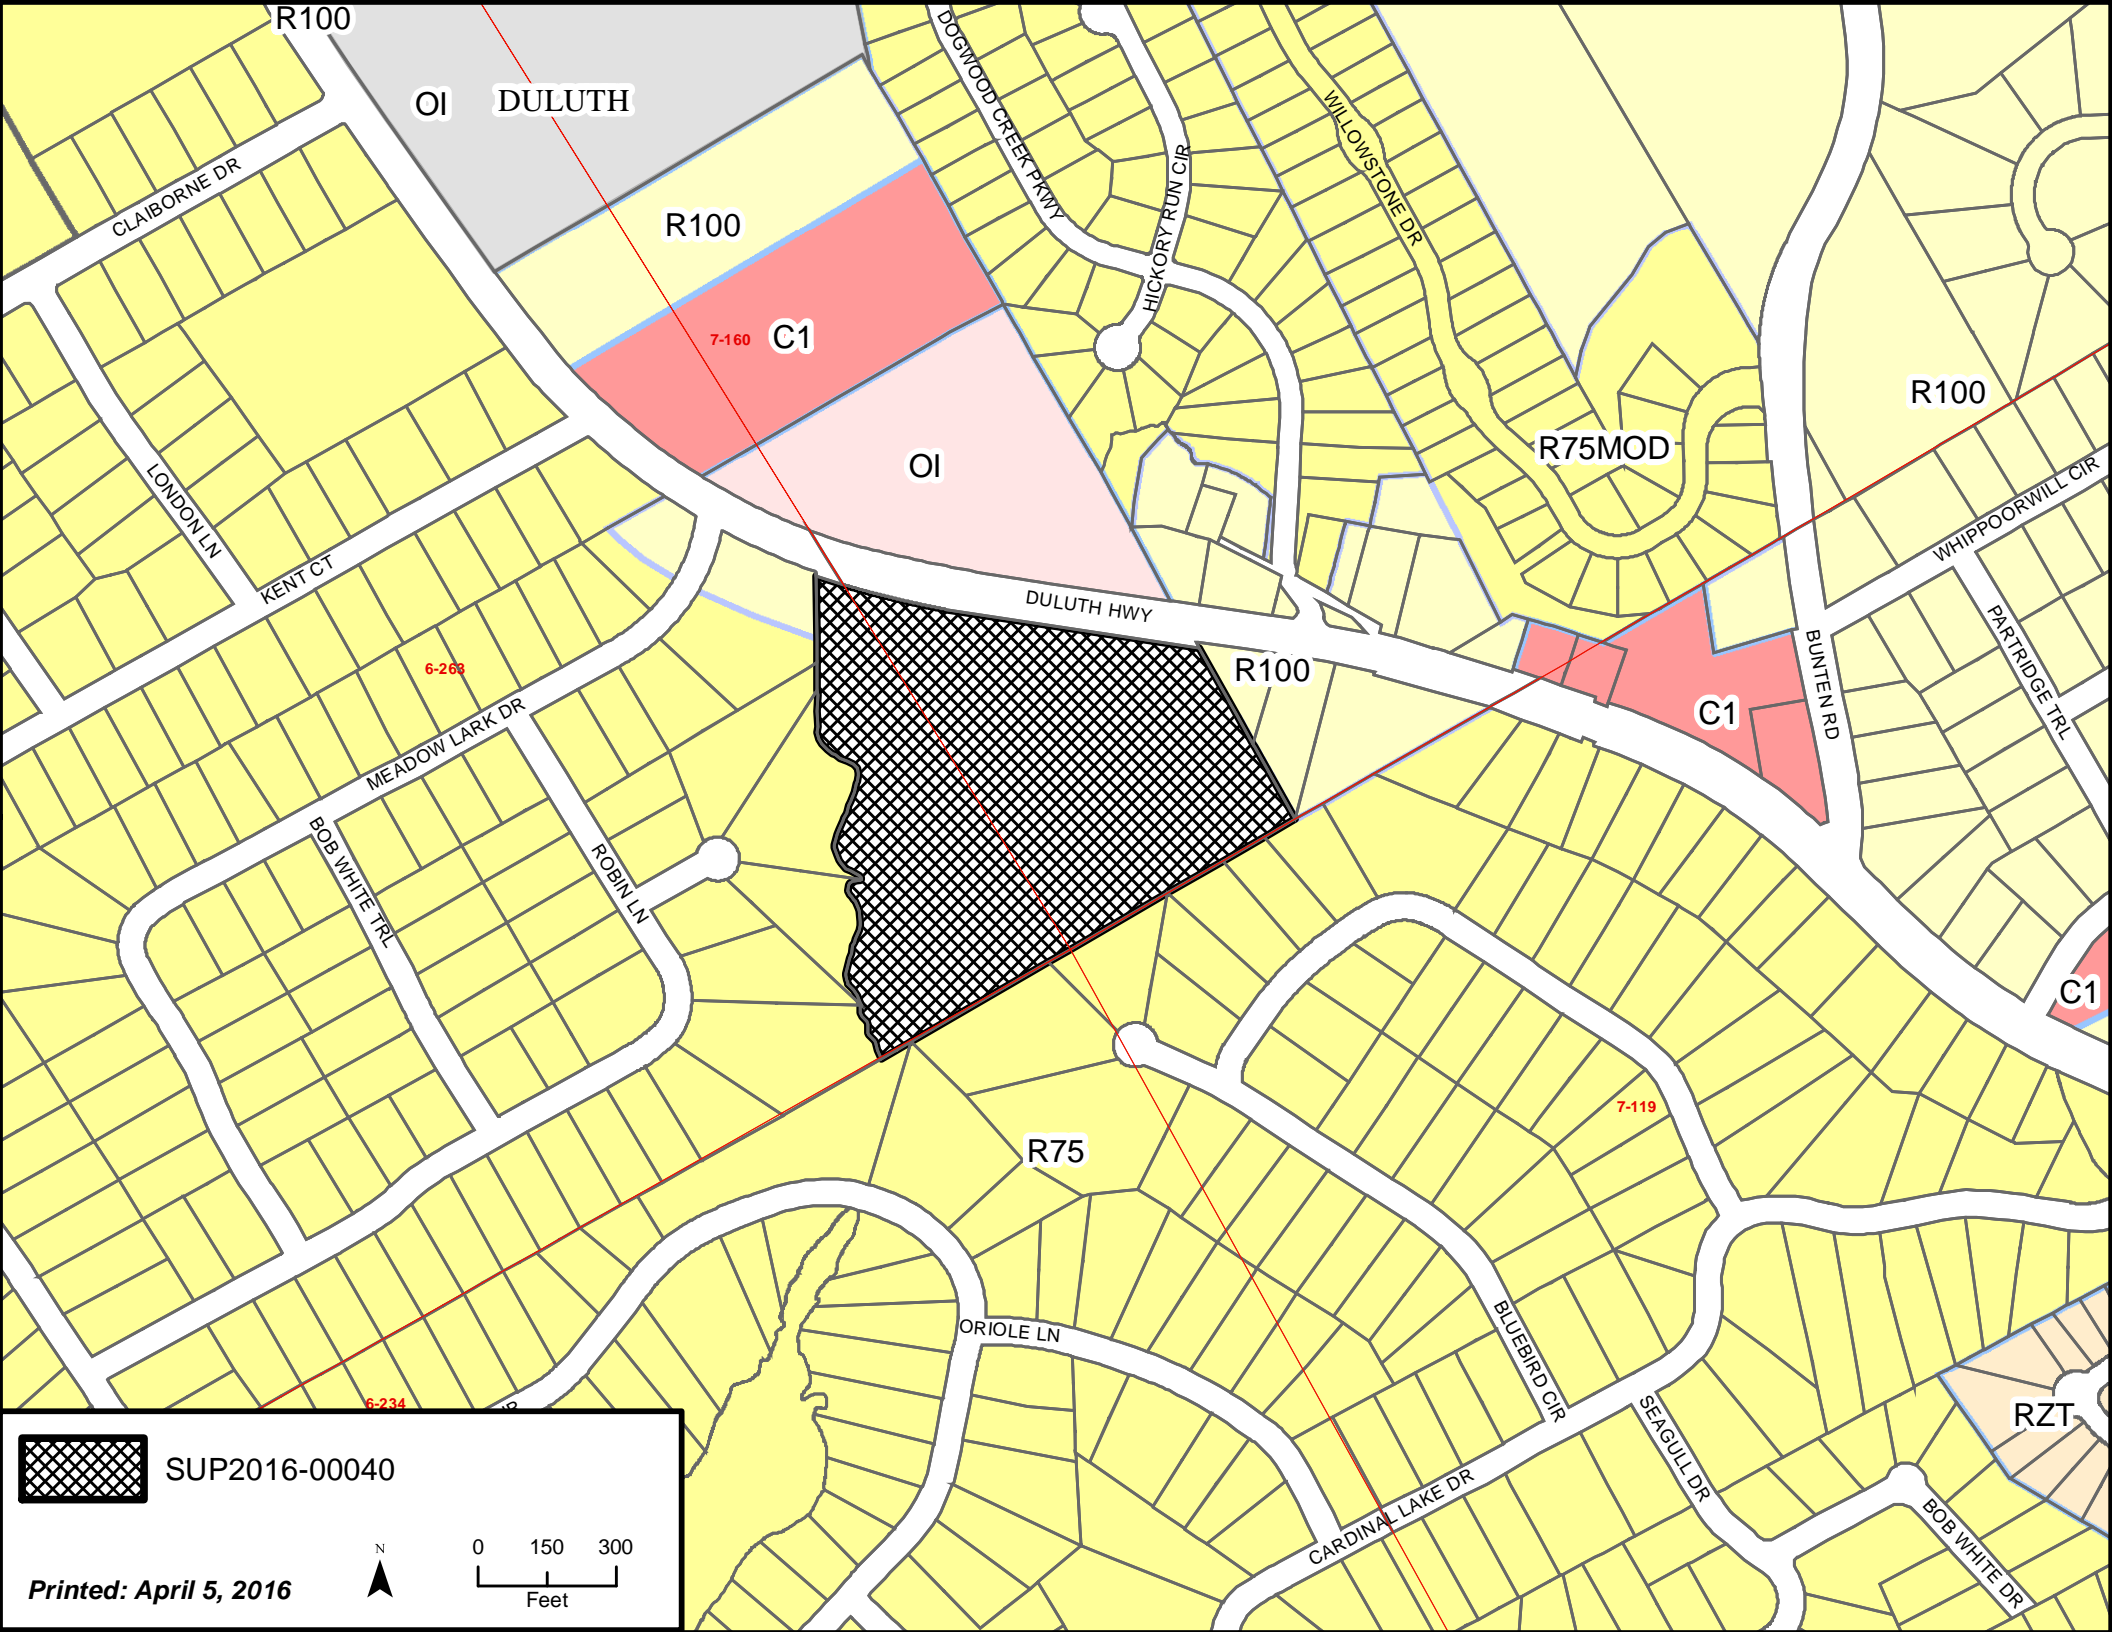 R100
OI
DULUTH
DOGWOOD CREEK PKWY
HICKORY RUN CIR
WILLOWSTONE DR
CLAIBORNE DR
R100
7-160
C1
R100
R75MOD
OI
LONDON LN
KENT CT
WHIPPOORWILL CIR
DULUTH HWY
PARTRIDGE TRL
BUNTEN RD
R100
6-263
C1
MEADOW LARK DR
BOB WHITE TRL
ROBIN LN
C1
7-119
R75
ORIOLE LN
BLUEBIRD CIR
6-234
SEAGULL DR
RZT
CARDINAL LAKE DR
BOB WHITE DR
SUP2016-00040
Printed: April 5, 2016
N
0 150 300
Feet